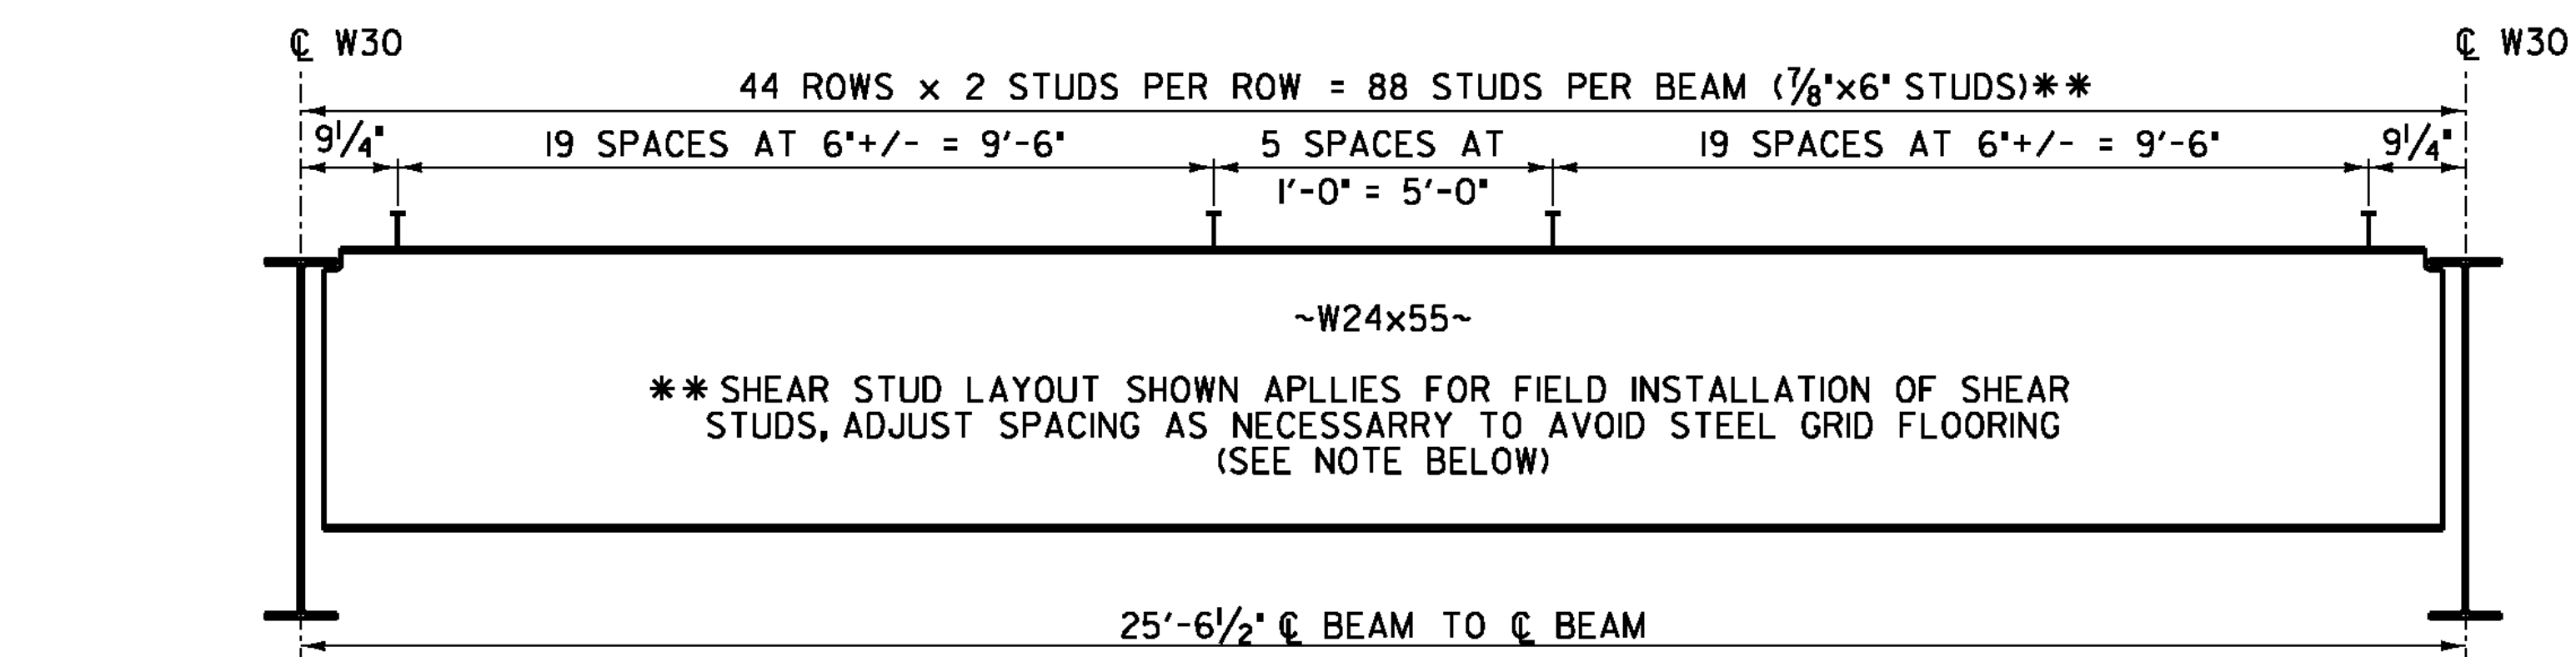 ℄ W30
℄ W30
44 ROWS x 2 STUDS PER ROW = 88 STUDS PER BEAM (7/8"x6" STUDS)**
9 1/4"
19 SPACES AT 6"+/- = 9'-6"
5 SPACES AT
1'-0" = 5'-0"
19 SPACES AT 6"+/- = 9'-6"
9 1/4"
~W24x55~
**SHEAR STUD LAYOUT SHOWN APLLIES FOR FIELD INSTALLATION OF SHEAR
STUDS, ADJUST SPACING AS NECESSARRY TO AVOID STEEL GRID FLOORING
(SEE NOTE BELOW)
25'-6 1/2" ℄ BEAM TO ℄ BEAM